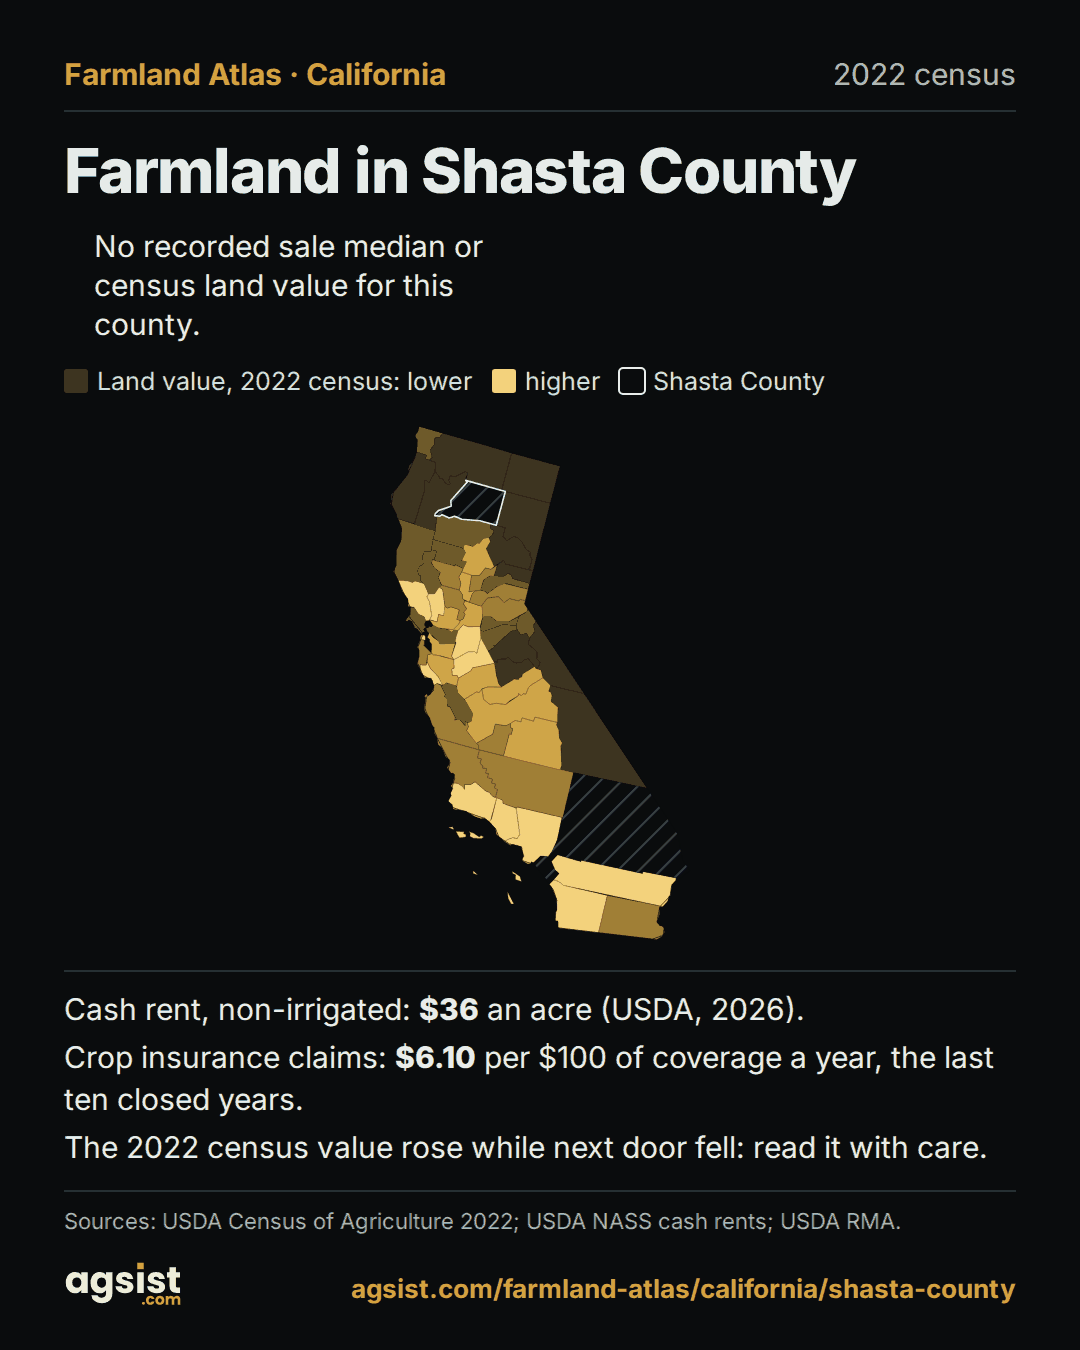 Farmland Atlas · California
2022 census
Farmland in Shasta County
No recorded sale median or
census land value for this
county.
Land value, 2022 census: lower
higher
Shasta County
Cash rent, non-irrigated: $36 an acre (USDA, 2026).
Crop insurance claims: $6.10 per $100 of coverage a year, the last
ten closed years.
The 2022 census value rose while next door fell: read it with care.
Sources: USDA Census of Agriculture 2022; USDA NASS cash rents; USDA RMA.
agsist
.com
agsist.com/farmland-atlas/california/shasta-county